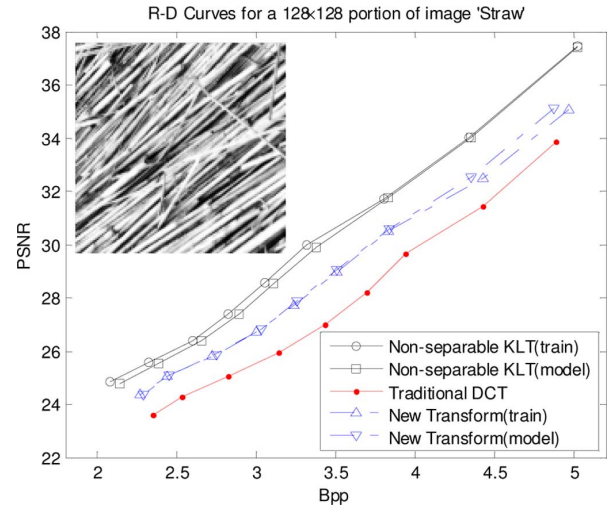 R-D Curves for a 128×128 portion of image 'Straw'
38
36
34
32
30
28
26
24
22
PSNR
2
2.5
3
3.5
4
4.5
5
Bpp
Non-separable KLT(train)
Non-separable KLT(model)
Traditional DCT
New Transform(train)
New Transform(model)